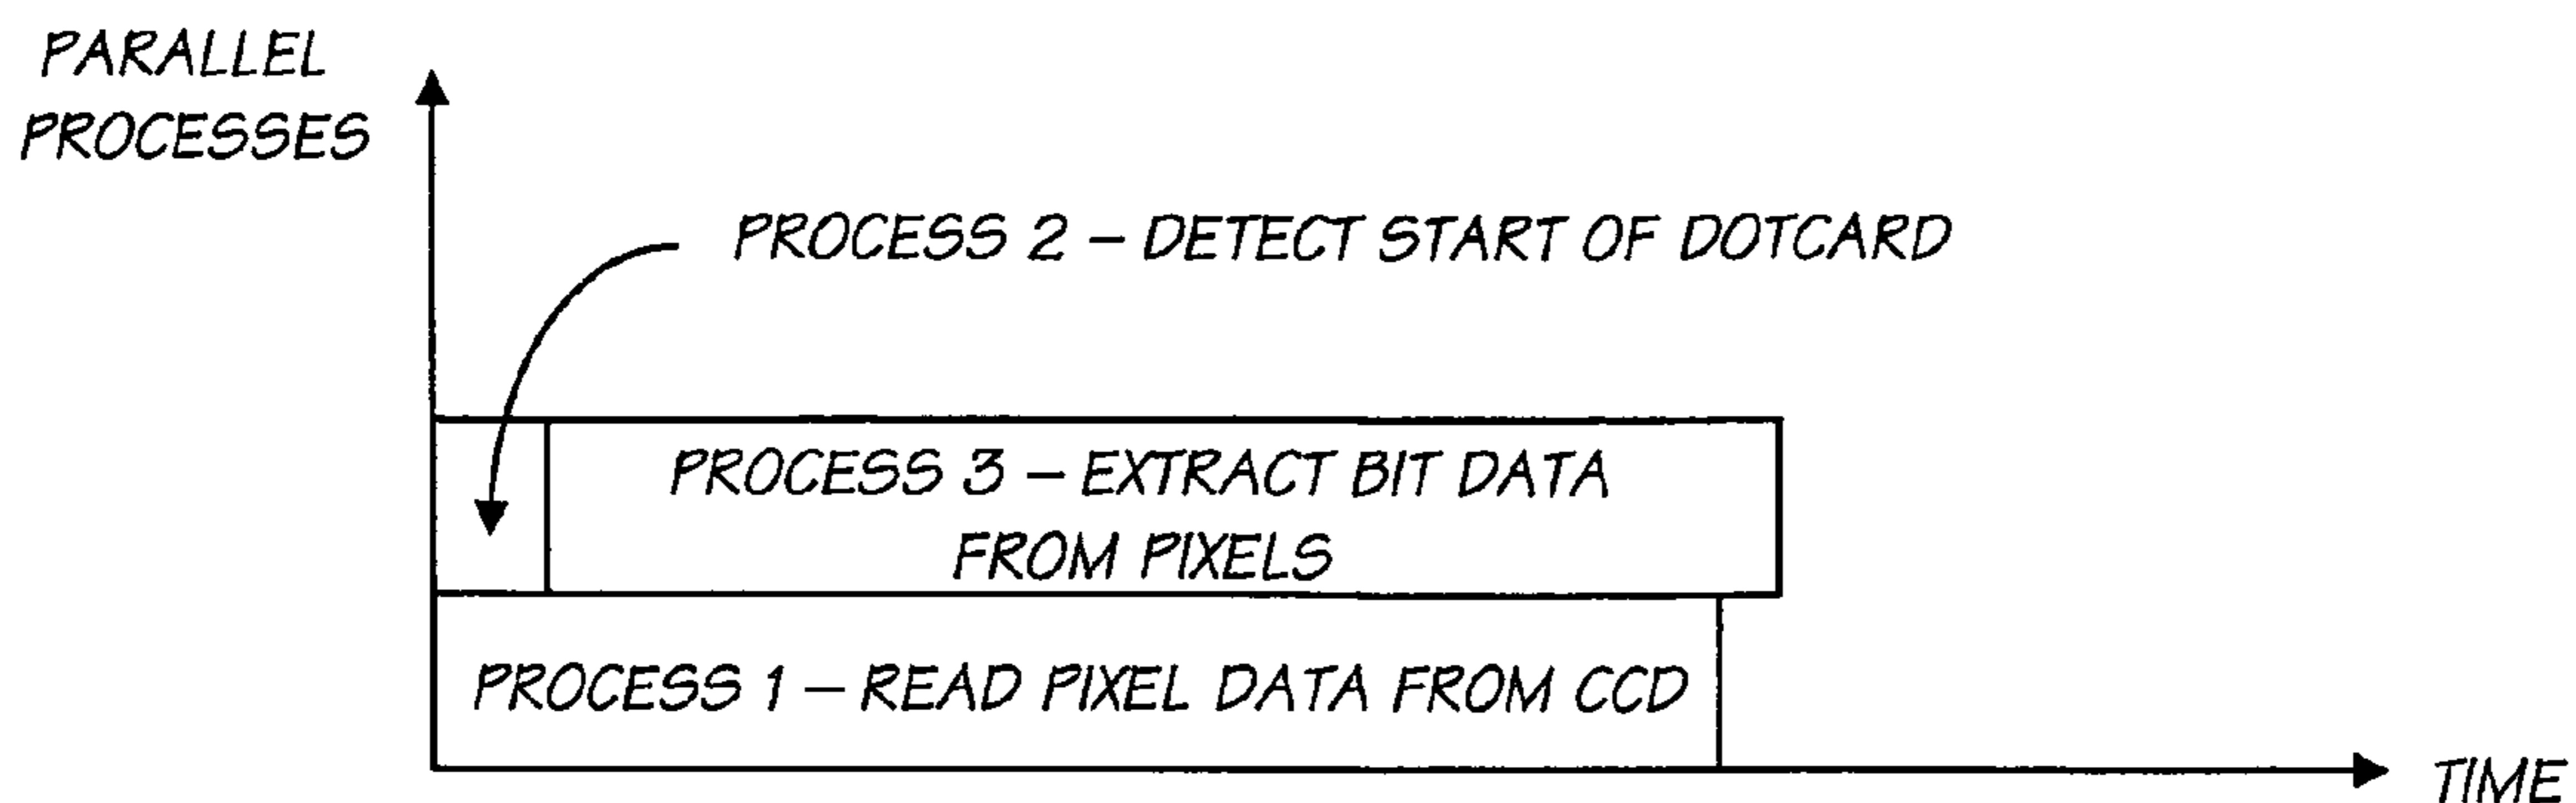 PARALLEL
PROCESSES
PROCESS 2 – DETECT START OF DOTCARD
PROCESS 3 – EXTRACT BIT DATA
FROM PIXELS
PROCESS 1 – READ PIXEL DATA FROM CCD
TIME